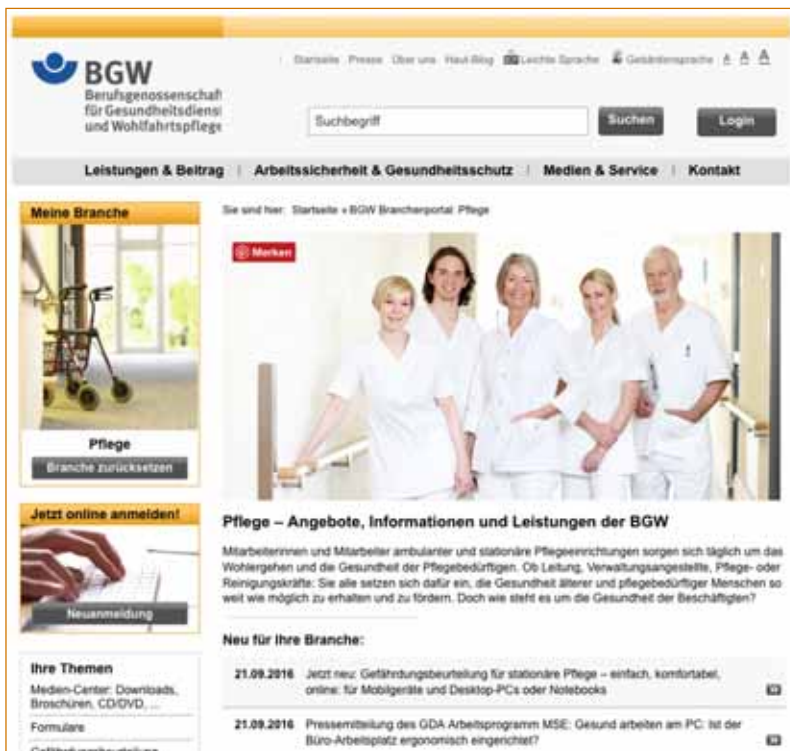 Startseite Presse Über uns Haut-Blog Leichte Sprache Gebärdensprache A A A
BGW
Berufsgenossenschaft
für Gesundheitsdienst
und Wohlfahrtspflege
Suchbegriff
Suchen
Login
Leistungen & Beitrag | Arbeitssicherheit & Gesundheitsschutz | Medien & Service | Kontakt
Meine Branche
Pflege
Branche zurücksetzen
Jetzt online anmelden!
Neuanmeldung
Ihre Themen
Medien-Center: Downloads,
Broschüren, CD/DVD, ...
Formulare
Gefährdungsbeurteilung
Sie sind hier: Startseite » BGW Branchenportal: Pflege
Merken
Pflege – Angebote, Informationen und Leistungen der BGW
Mitarbeiterinnen und Mitarbeiter ambulanter und stationäre Pflegeeinrichtungen sorgen sich täglich um das
Wohlergehen und die Gesundheit der Pflegebedürftigen. Ob Leitung, Verwaltungsangestellte, Pflege- oder
Reinigungskräfte: Sie alle setzen sich dafür ein, die Gesundheit älterer und pflegebedürftiger Menschen so
weit wie möglich zu erhalten und zu fördern. Doch wie steht es um die Gesundheit der Beschäftigten?
Neu für Ihre Branche:
21.09.2016 Jetzt neu: Gefährdungsbeurteilung für stationäre Pflege – einfach, komfortabel,
online: für Mobilgeräte und Desktop-PCs oder Notebooks
21.09.2016 Pressemitteilung des GDA Arbeitsprogramm MSE: Gesund arbeiten am PC: Ist der
Büro-Arbeitsplatz ergonomisch eingerichtet?